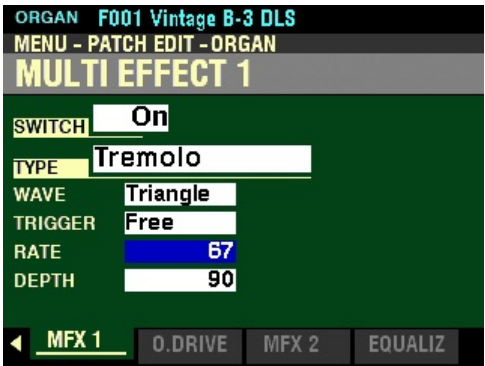 ORGAN F001 Vintage B-3 DLS
MENU - PATCH EDIT - ORGAN
MULTI EFFECT 1
SWITCH On
TYPE Tremolo
WAVE Triangle
TRIGGER Free
RATE 67
DEPTH 90
MFX 1 O.DRIVE MFX 2 EQUALIZ